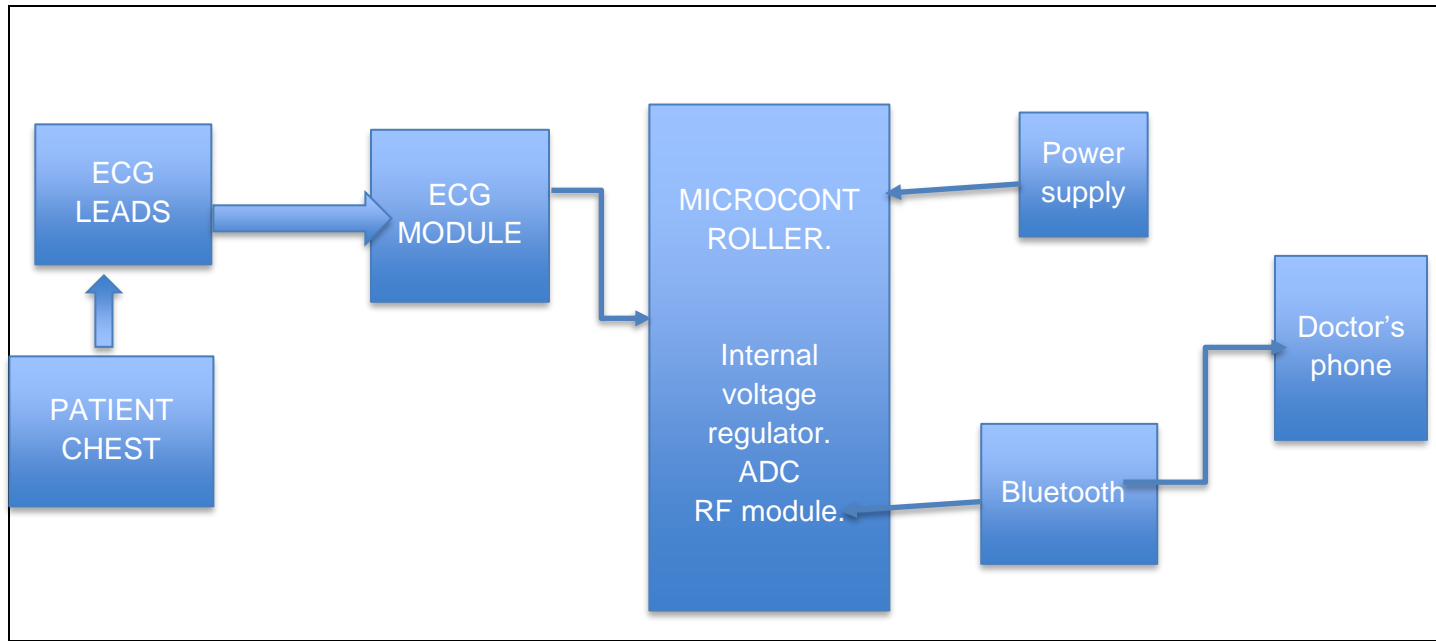 ECG
LEADS
PATIENT
CHEST
ECG
MODULE
MICROCONT
ROLLER.
Internal
voltage
regulator.
ADC
RF module.
Power
supply
Bluetooth
Doctor’s
phone